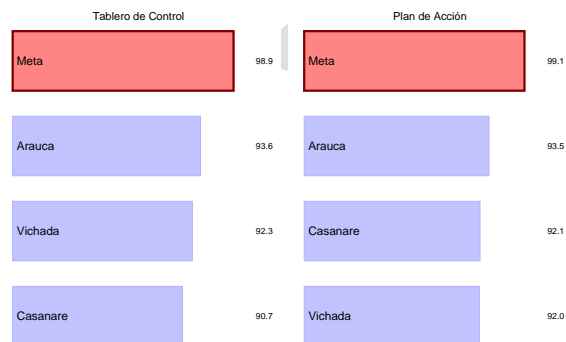 Tablero de Control
Meta 98.9
Arauca 93.6
Vichada 92.3
Casanare 90.7
Plan de Acción
Meta 99.1
Arauca 93.5
Casanare 92.1
Vichada 92.0